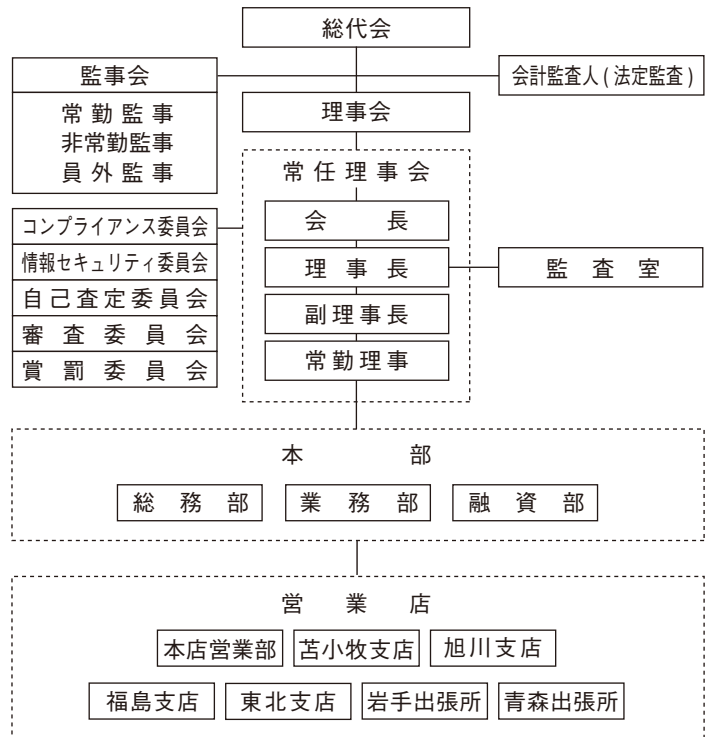 総代会
監事会
会計監査人(法定監査)
常勤監事
非常勤監事
員外監事
理事会
常任理事会
会長
理事長
副理事長
常勤理事
コンプライアンス委員会
情報セキュリティ委員会
自己査定委員会
審査委員会
賞罰委員会
監査室
本部
総務部 業務部 融資部
営業店
本店営業部 苫小牧支店 旭川支店
福島支店 東北支店 岩手出張所 青森出張所